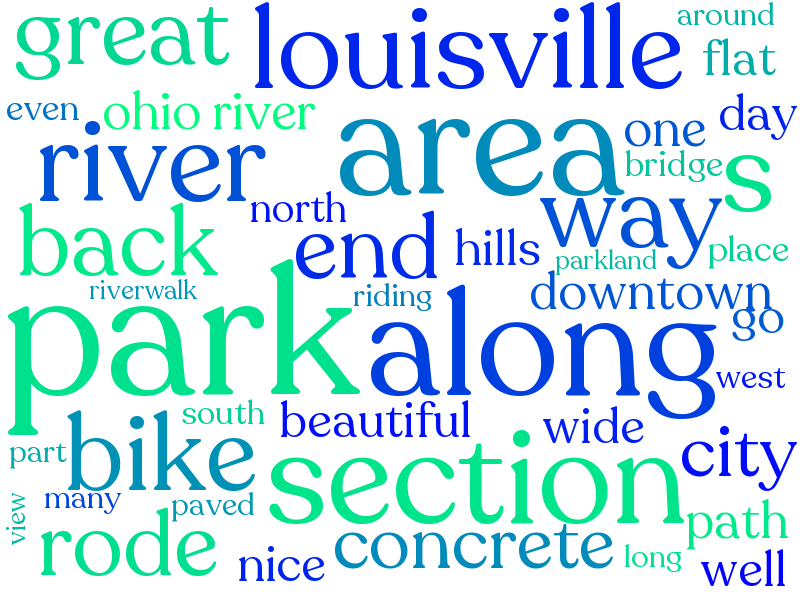 great
louisville
around
flat
even
ohio river
area
one
day
river
bridge
s
north
way
back
end
hills
place
parkland
riverwalk
riding
downtown
go
park
along
west
south
beautiful
wide
part
bike
section
city
many
paved
view
rode
nice
concrete
long
path
well